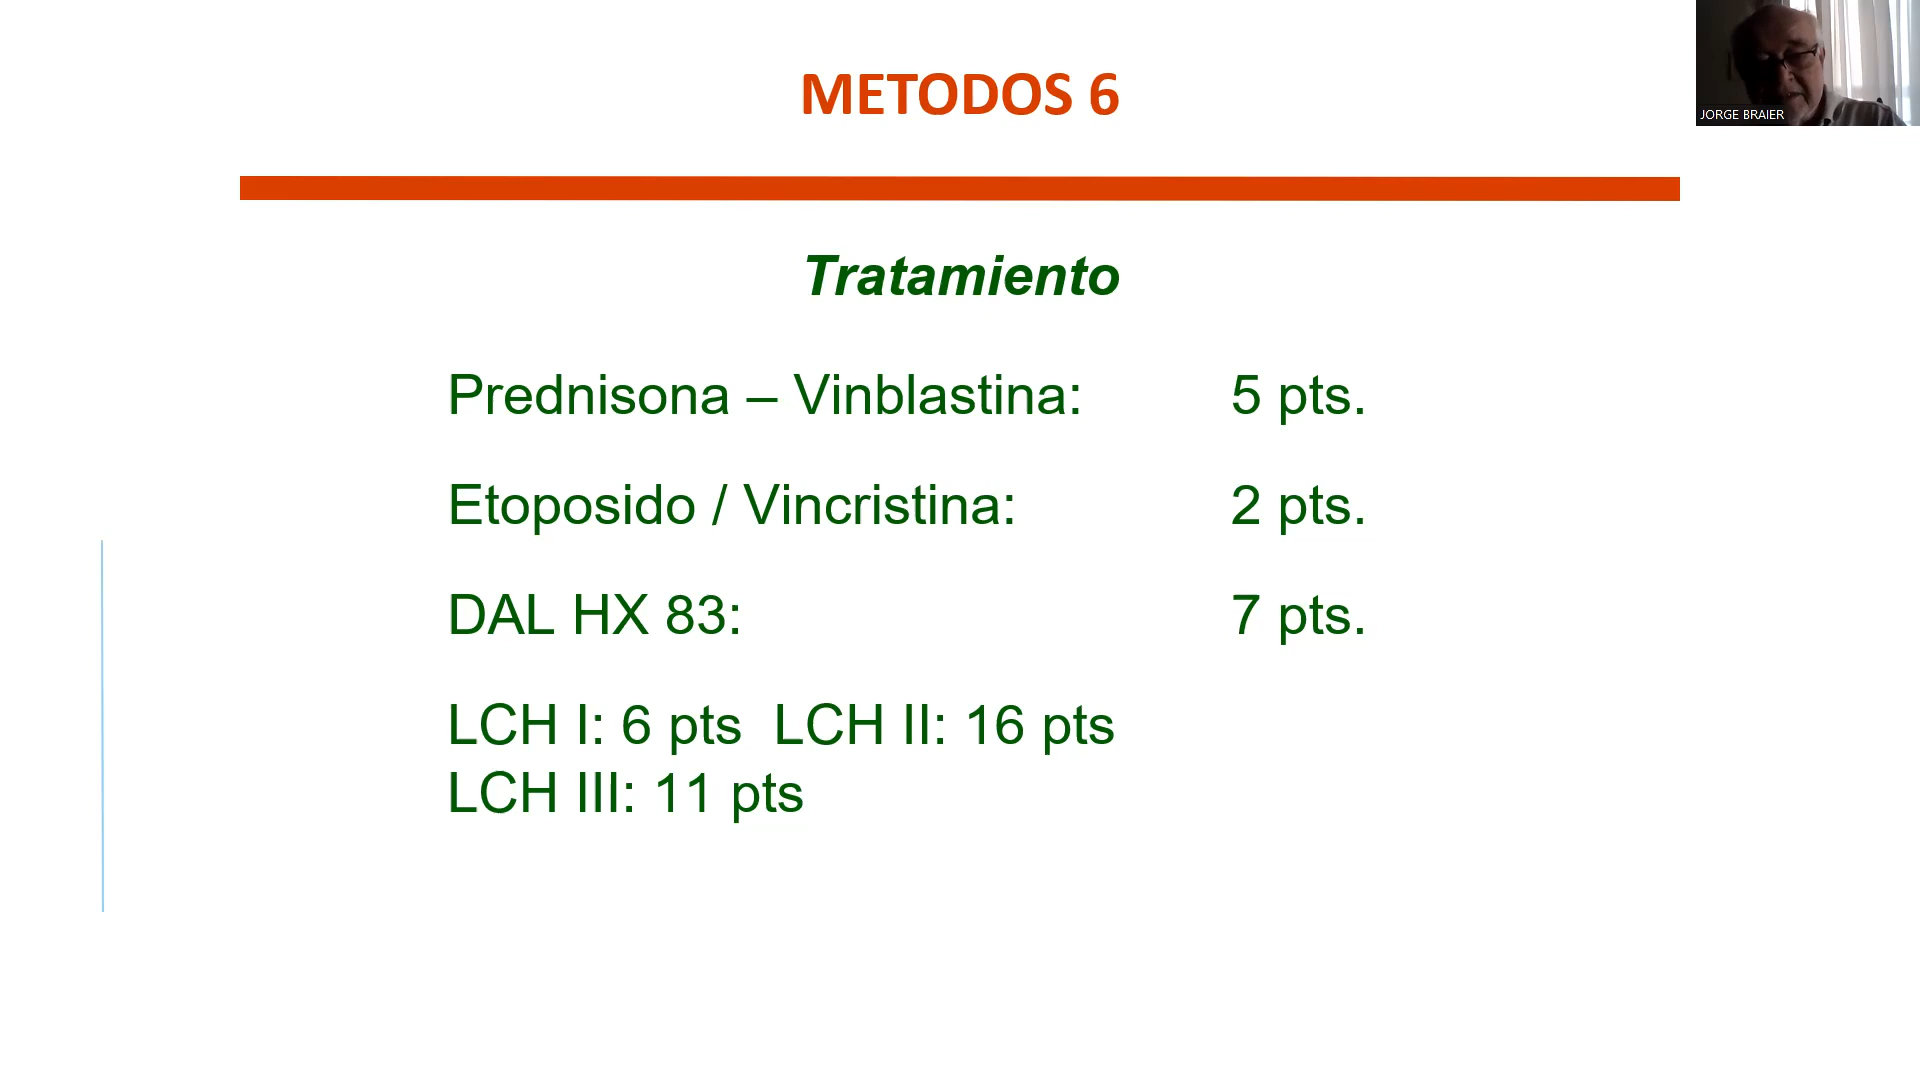 METODOS 6
JORGE BRAIER
Tratamiento
Prednisona – Vinblastina: 5 pts.
Etoposido / Vincristina: 2 pts.
DAL HX 83: 7 pts.
LCH I: 6 pts LCH II: 16 pts
LCH III: 11 pts